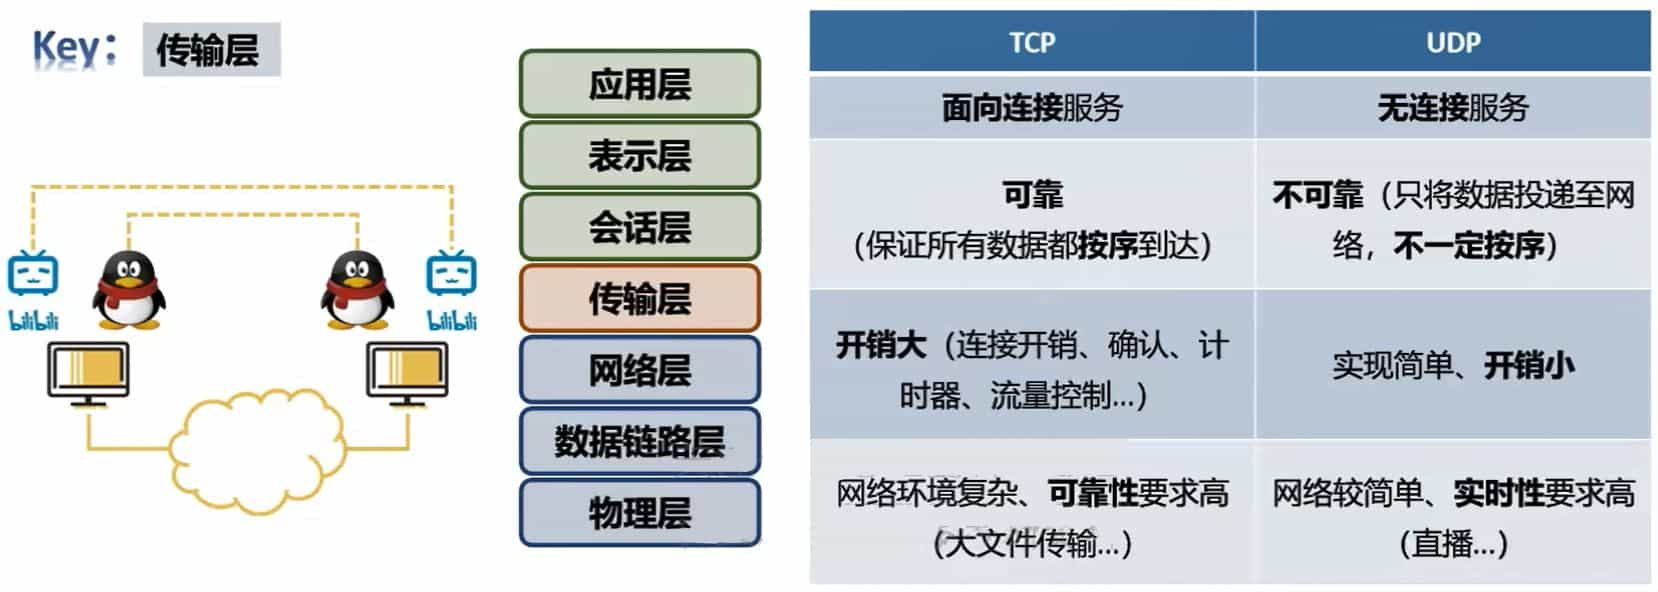 Key：
传输层
bilibili
bilibili
应用层
表示层
会话层
传输层
网络层
数据链路层
物理层
TCP
UDP
面向连接服务
无连接服务
可靠
（保证所有数据都按序到达）
不可靠（只将数据投递至网
络，不一定按序）
开销大（连接开销、确认、计
时器、流量控制...）
实现简单、开销小
网络环境复杂、可靠性要求高
（大文件传输...）
网络较简单、实时性要求高
（直播...）